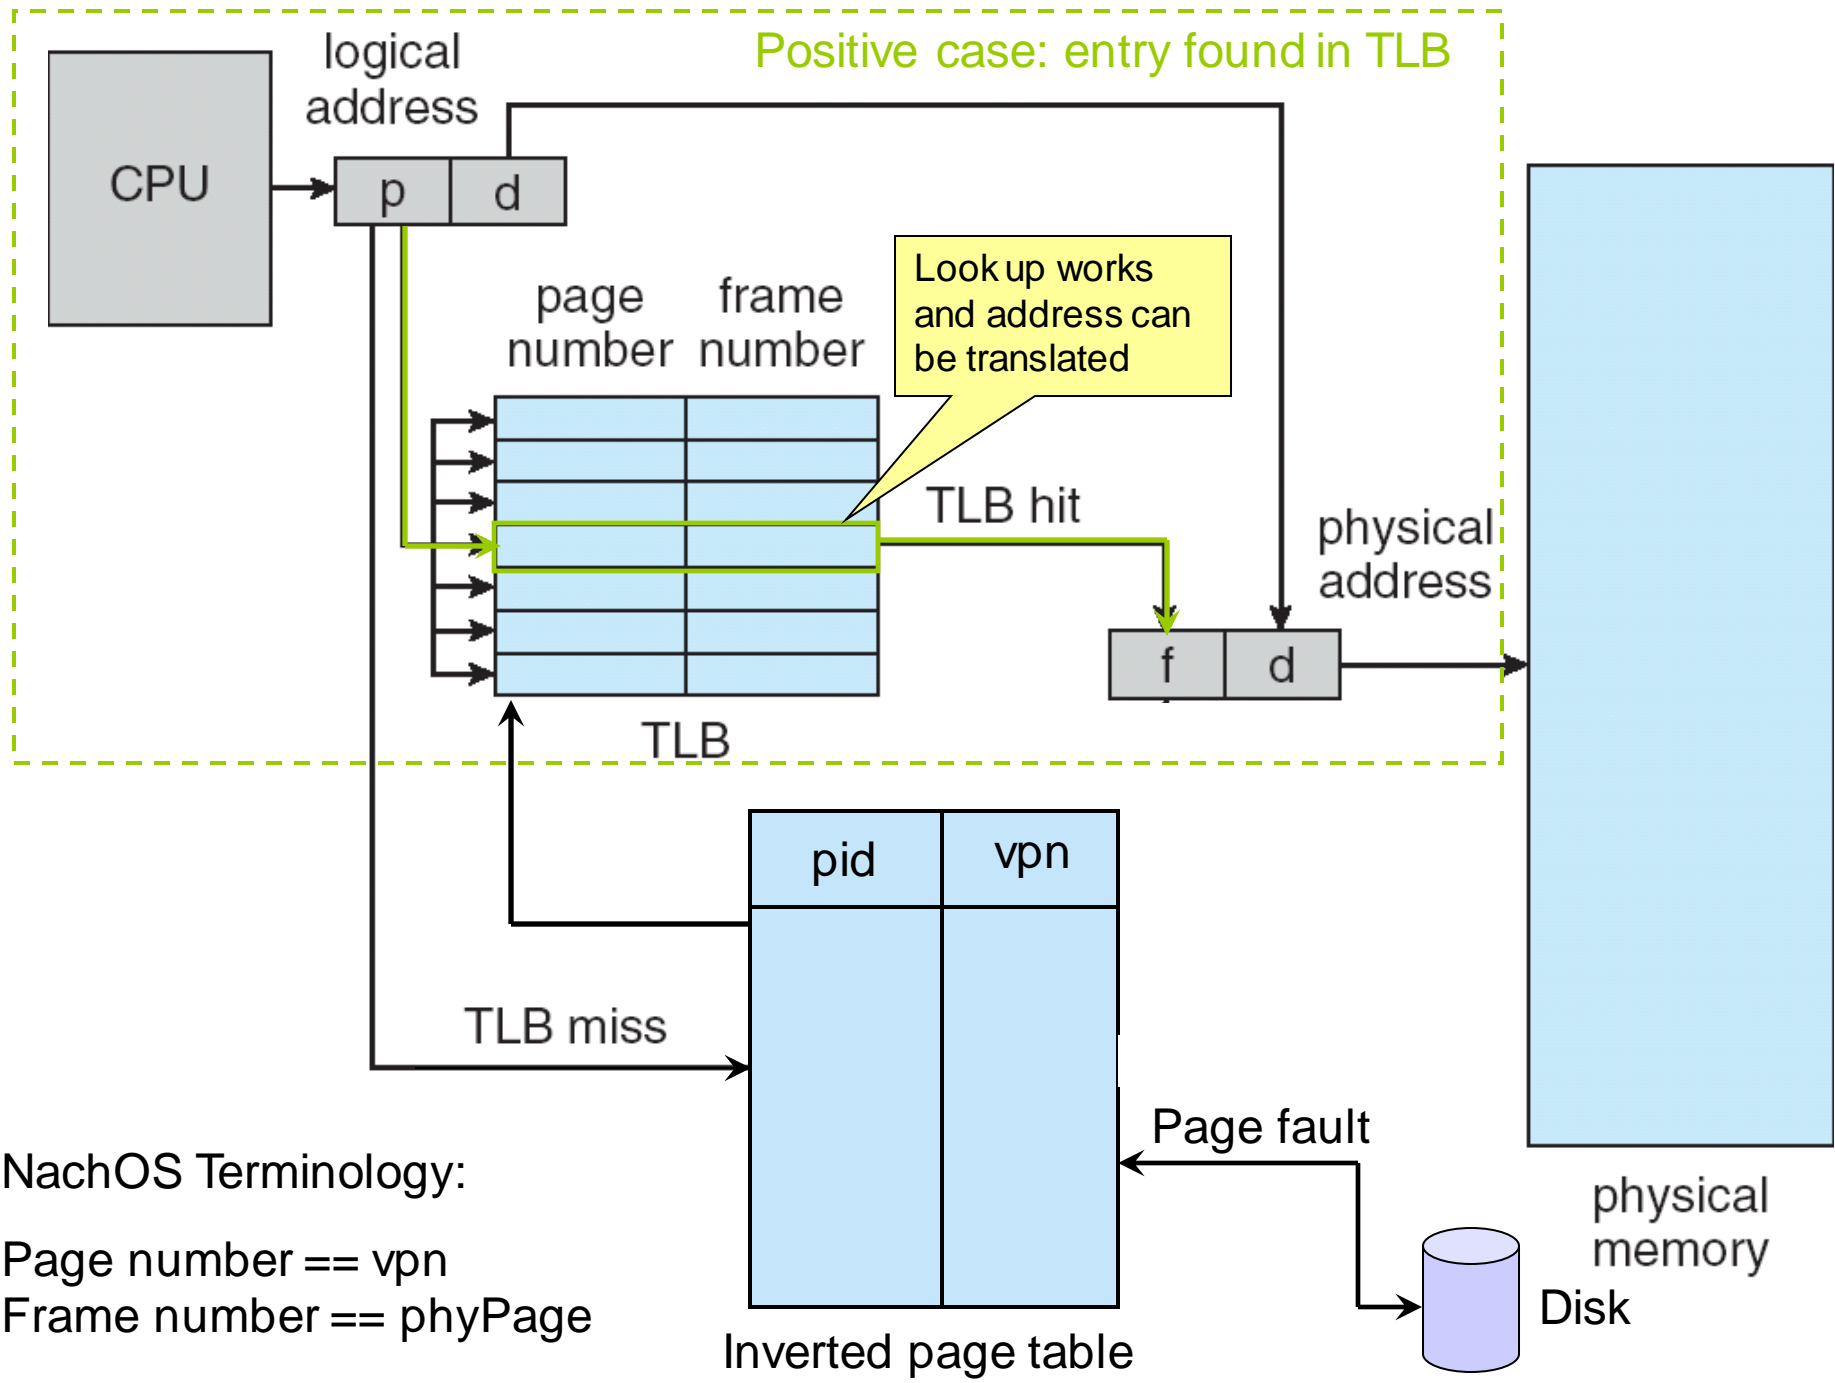 Positive case: entry found in TLB
logical
address
CPU
p
d
Look up works
and address can
be translated
page
number
frame
number
TLB hit
physical
address
f
d
TLB
pid
vpn
TLB miss
Page fault
NachOS Terminology:
Page number == vpn
Frame number == phyPage
physical
memory
Disk
Inverted page table